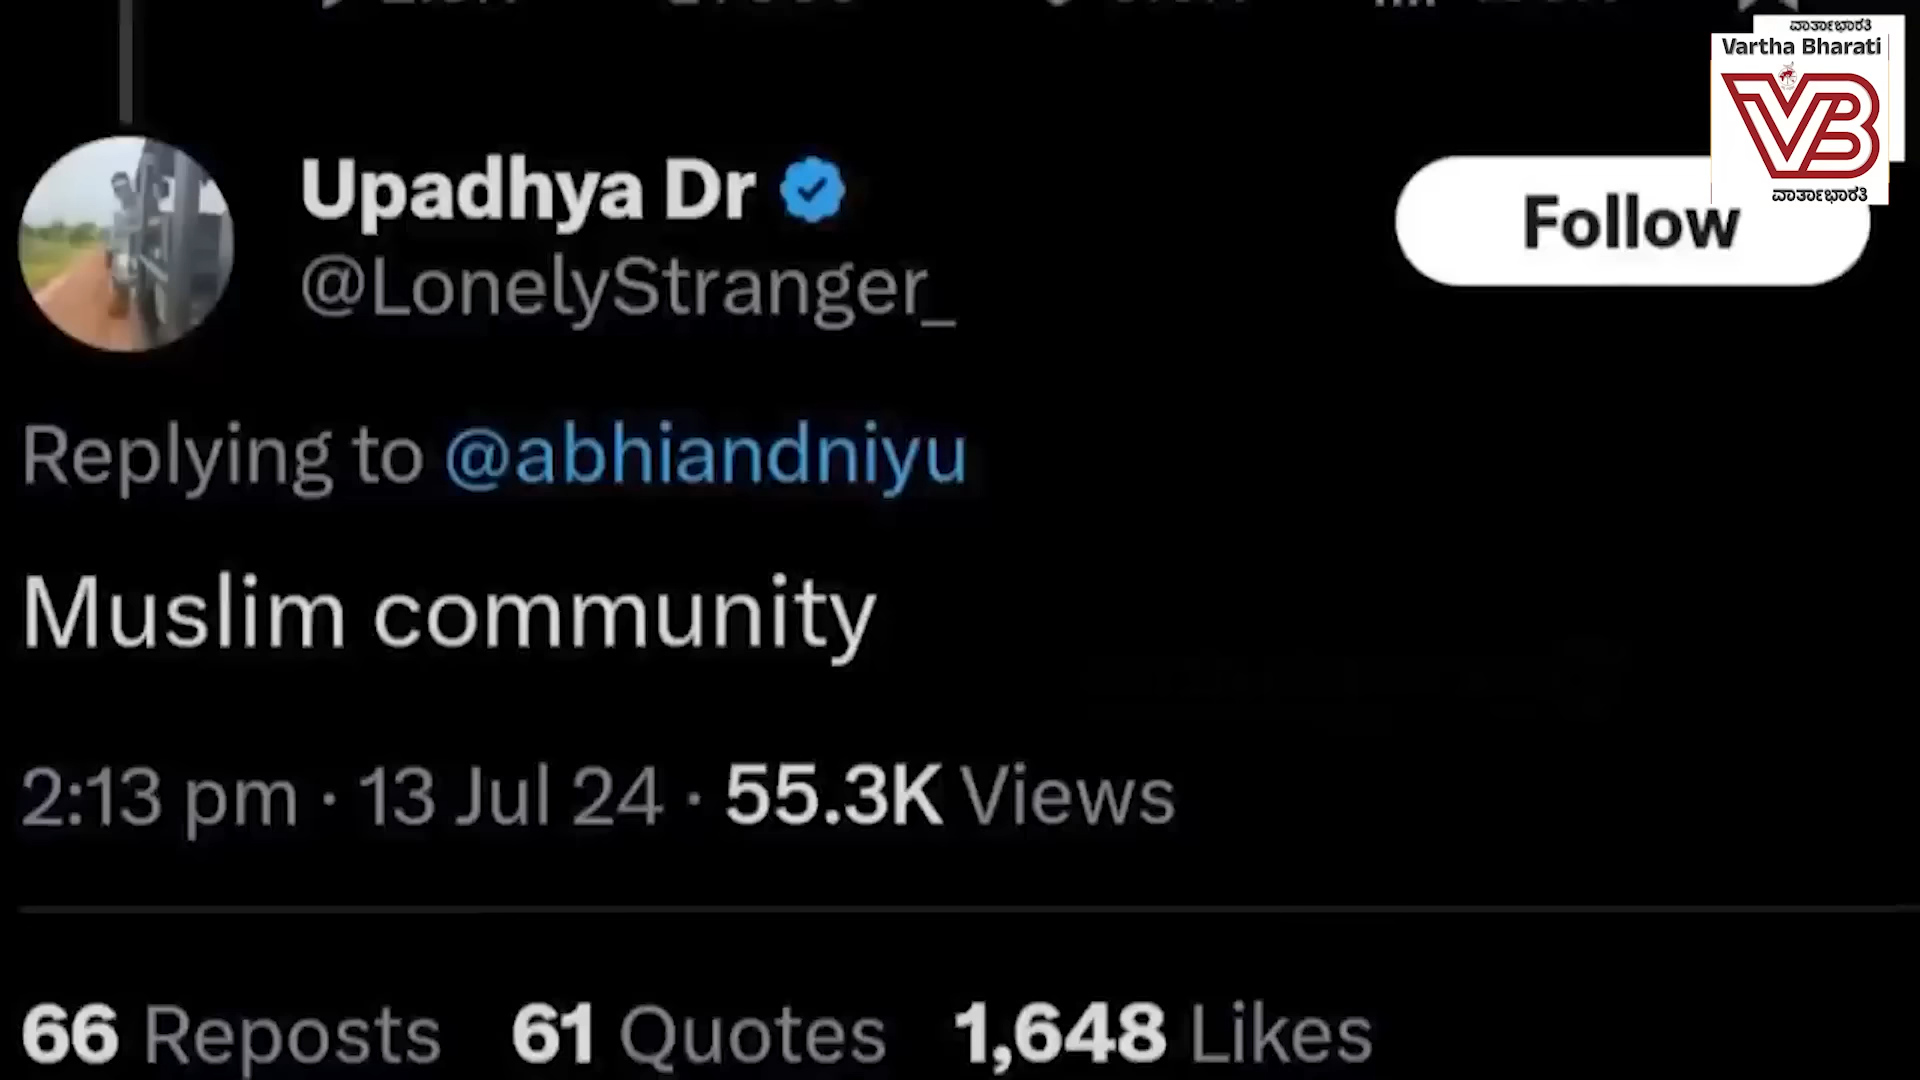 ವಾರ್ತಾಭಾರತಿ
Vartha Bharati
VB
ವಾರ್ತಾಭಾರತಿ
Upadhya Dr
Follow
@LonelyStranger_
Replying to @abhiandniyu
Muslim community
2:13 pm · 13 Jul 24 · 55.3K Views
66 Reposts 61 Quotes 1,648 Likes